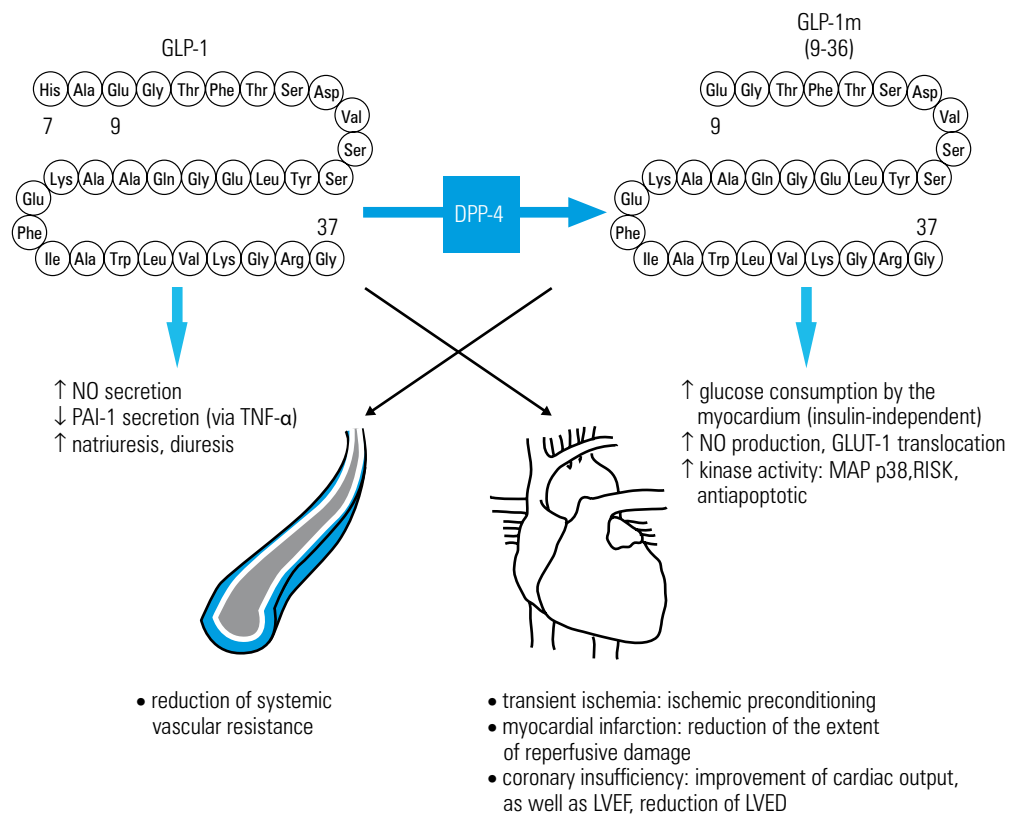 GLP-1
His Ala Glu Gly Thr Phe Thr Ser Asp
7 9
Val
Ser
Lys Ala Ala Gln Gly Glu Leu Tyr Ser
Glu
Phe
37
Ile Ala Trp Leu Val Lys Gly Arg Gly
DPP-4
GLP-1m
(9-36)
Glu Gly Thr Phe Thr Ser Asp
9
Val
Ser
Lys Ala Ala Gln Gly Glu Leu Tyr Ser
Glu
Phe
37
Ile Ala Trp Leu Val Lys Gly Arg Gly
↑ NO secretion
↓ PAI-1 secretion (via TNF-α)
↑ natriuresis, diuresis
↑ glucose consumption by the
myocardium (insulin-independent)
↑ NO production, GLUT-1 translocation
↑ kinase activity: MAP p38,RISK,
antiapoptotic
• reduction of systemic
vascular resistance
• transient ischemia: ischemic preconditioning
• myocardial infarction: reduction of the extent
of reperfusive damage
• coronary insufficiency: improvement of cardiac output,
as well as LVEF, reduction of LVED